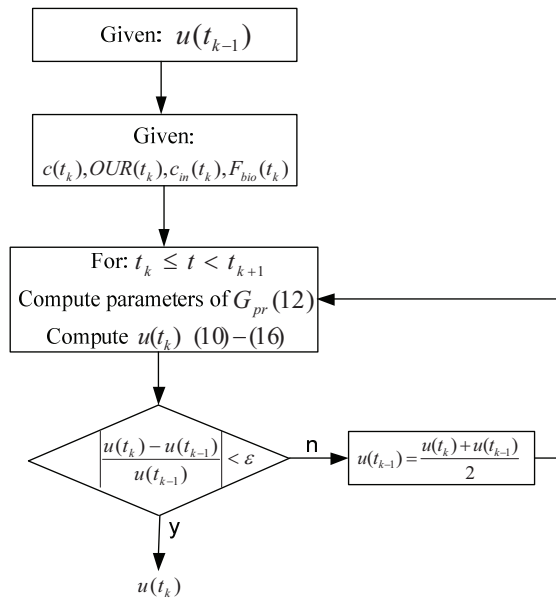 Given: u(t_{k-1})
Given:
c(t_k),OUR(t_k),c_{in}(t_k),F_{bio}(t_k)
For: t_k ≤ t < t_{k+1}
Compute parameters of G_{pr} (12)
Compute u(t_k) (10)−(16)
|\frac{u(t_k)−u(t_{k-1})}{u(t_{k-1})}| < ε
n
u(t_{k-1}) = \frac{u(t_k)+u(t_{k-1})}{2}
y
u(t_k)